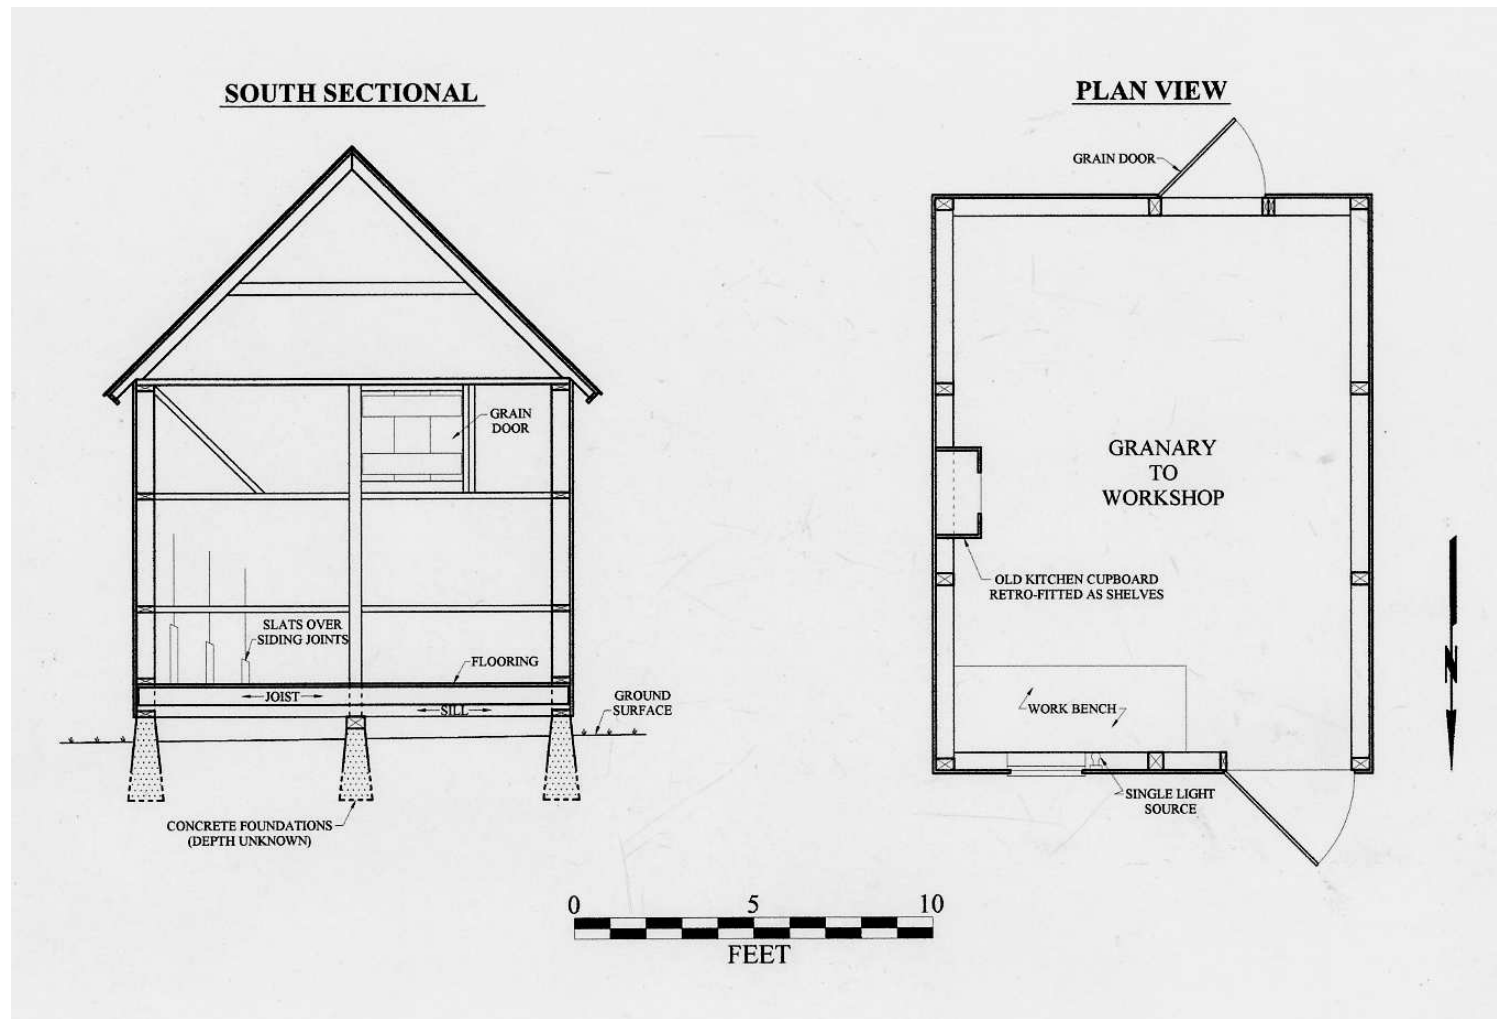 SOUTH SECTIONAL
GRAIN
DOOR
SLATS OVER
SIDING JOINTS
FLOORING
JOIST
SILL
GROUND
SURFACE
CONCRETE FOUNDATIONS
(DEPTH UNKNOWN)
PLAN VIEW
GRAIN DOOR
GRANARY
TO
WORKSHOP
OLD KITCHEN CUPBOARD
RETRO-FITTED AS SHELVES
WORK BENCH
SINGLE LIGHT
SOURCE
N
0 5 10
FEET